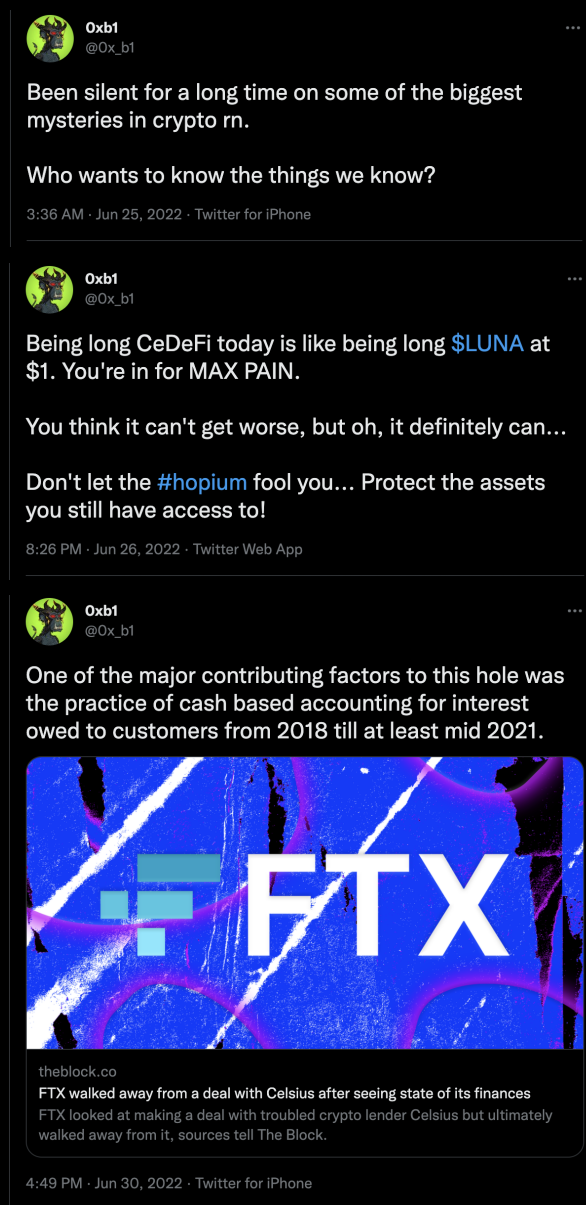 0xb1
@0x_b1
Been silent for a long time on some of the biggest
mysteries in crypto rn.
Who wants to know the things we know?
3:36 AM · Jun 25, 2022 · Twitter for iPhone
0xb1
@0x_b1
Being long CeDeFi today is like being long $LUNA at
$1. You're in for MAX PAIN.
You think it can't get worse, but oh, it definitely can...
Don't let the #hopium fool you... Protect the assets
you still have access to!
8:26 PM · Jun 26, 2022 · Twitter Web App
0xb1
@0x_b1
One of the major contributing factors to this hole was
the practice of cash based accounting for interest
owed to customers from 2018 till at least mid 2021.
FTX
theblock.co
FTX walked away from a deal with Celsius after seeing state of its finances
FTX looked at making a deal with troubled crypto lender Celsius but ultimately
walked away from it, sources tell The Block.
4:49 PM · Jun 30, 2022 · Twitter for iPhone